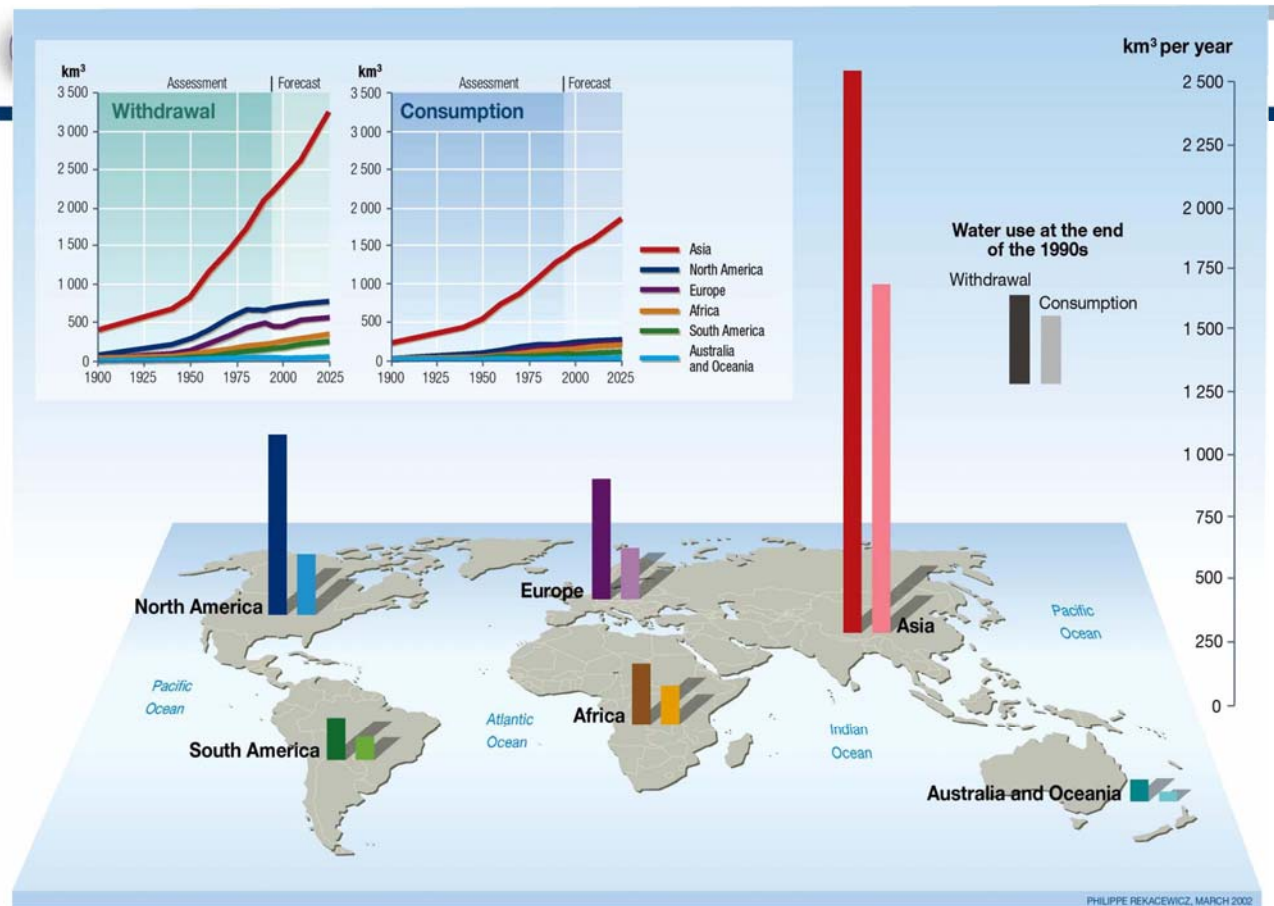 km³
Assessment | Forecast
3 500
3 000
2 500
2 000
1 500
1 000
500
0
Withdrawal
1900 1925 1950 1975 2000 2025
km³
Assessment | Forecast
3 500
3 000
2 500
2 000
1 500
1 000
500
0
Consumption
1900 1925 1950 1975 2000 2025
Asia
North America
Europe
Africa
South America
Australia
and Oceania
km³ per year
2 500
2 250
2 000
1 750
1 500
1 250
1 000
750
500
250
0
Water use at the end
of the 1990s
Withdrawal
Consumption
North America
Europe
Asia
Pacific
Ocean
Pacific
Ocean
Atlantic
Ocean
Africa
Indian
Ocean
South America
Australia and Oceania
PHILIPPE REKACEWICZ, MARCH 2002